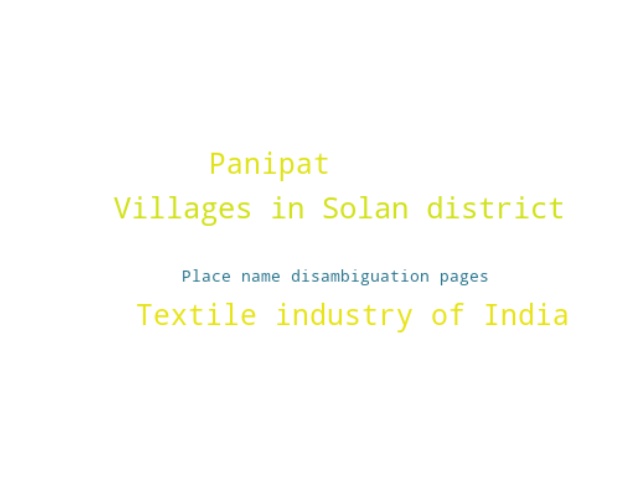 Panipat
Villages in Solan district
Place name disambiguation pages
Textile industry of India